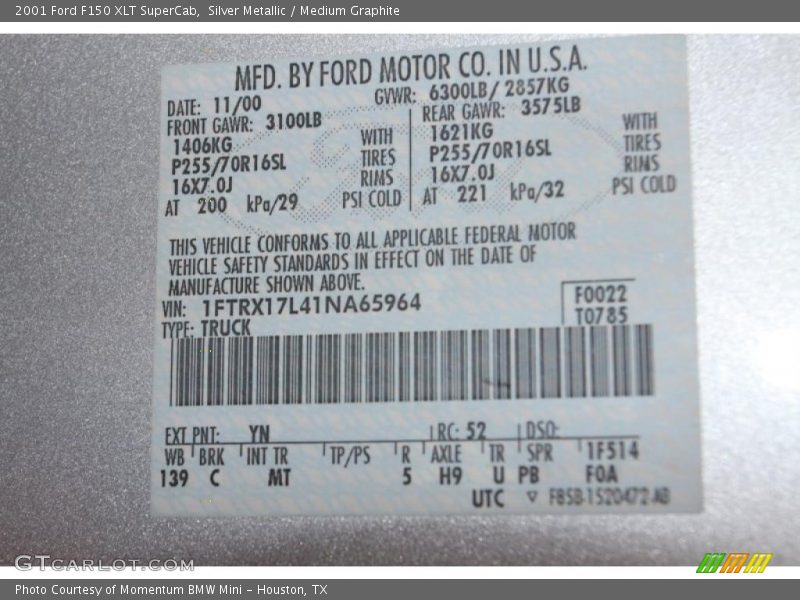 2001 Ford F150 XLT SuperCab, Silver Metallic / Medium Graphite
MFD. BY FORD MOTOR CO. IN U.S.A.
DATE: 11/00 GVWR: 6300LB/ 2857KG
FRONT GAWR: 3100LB REAR GAWR: 3575LB
1406KG WITH 1621KG WITH
P255/70R16SL TIRES P255/70R16SL TIRES
16X7.0J RIMS 16X7.0J RIMS
AT 200 kPa/29 PSI COLD AT 221 kPa/32 PSI COLD
THIS VEHICLE CONFORMS TO ALL APPLICABLE FEDERAL MOTOR
VEHICLE SAFETY STANDARDS IN EFFECT ON THE DATE OF
MANUFACTURE SHOWN ABOVE.
VIN: 1FTRX17L41NA65964 F0022
TYPE: TRUCK T0785
EXT PNT: YN RC: 52 DSO:
WB BRK INT TR TP/PS R AXLE TR SPR 1F514
139 C MT 5 H9 U PB F0A
UTC ▽ F85B-1520472-AB
GTCARLOT.COM
Photo Courtesy of Momentum BMW Mini – Houston, TX